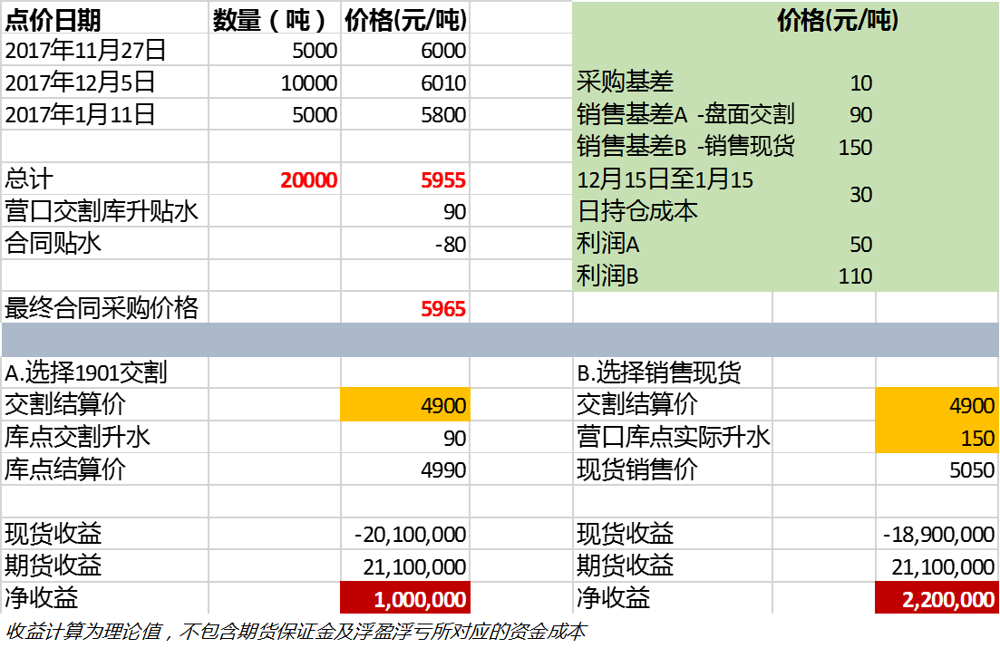 点价日期 数量（吨） 价格(元/吨) 价格(元/吨)
2017年11月27日 5000 6000
2017年12月5日 10000 6010 采购基差 10
2017年1月11日 5000 5800 销售基差A -盘面交割 90
销售基差B -销售现货 150
总计 20000 5955 12月15日至1月15
营口交割库升贴水 90 日持仓成本 30
合同贴水 -80 利润A 50
利润B 110
最终合同采购价格 5965
A.选择1901交割 B.选择销售现货
交割结算价 4900 交割结算价 4900
库点交割升水 90 营口库点实际升水 150
库点结算价 4990 现货销售价 5050
现货收益 -20,100,000 现货收益 -18,900,000
期货收益 21,100,000 期货收益 21,100,000
净收益 1,000,000 净收益 2,200,000
收益计算为理论值，不包含期货保证金及浮盈浮亏所对应的资金成本